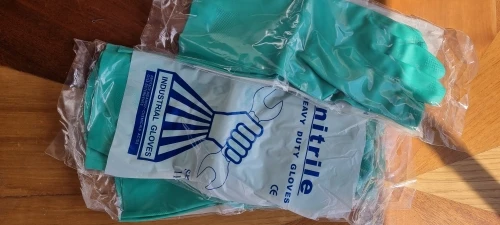 nitrile
HEAVY DUTY GLOVES
CE
INDUSTRIAL GLOVES